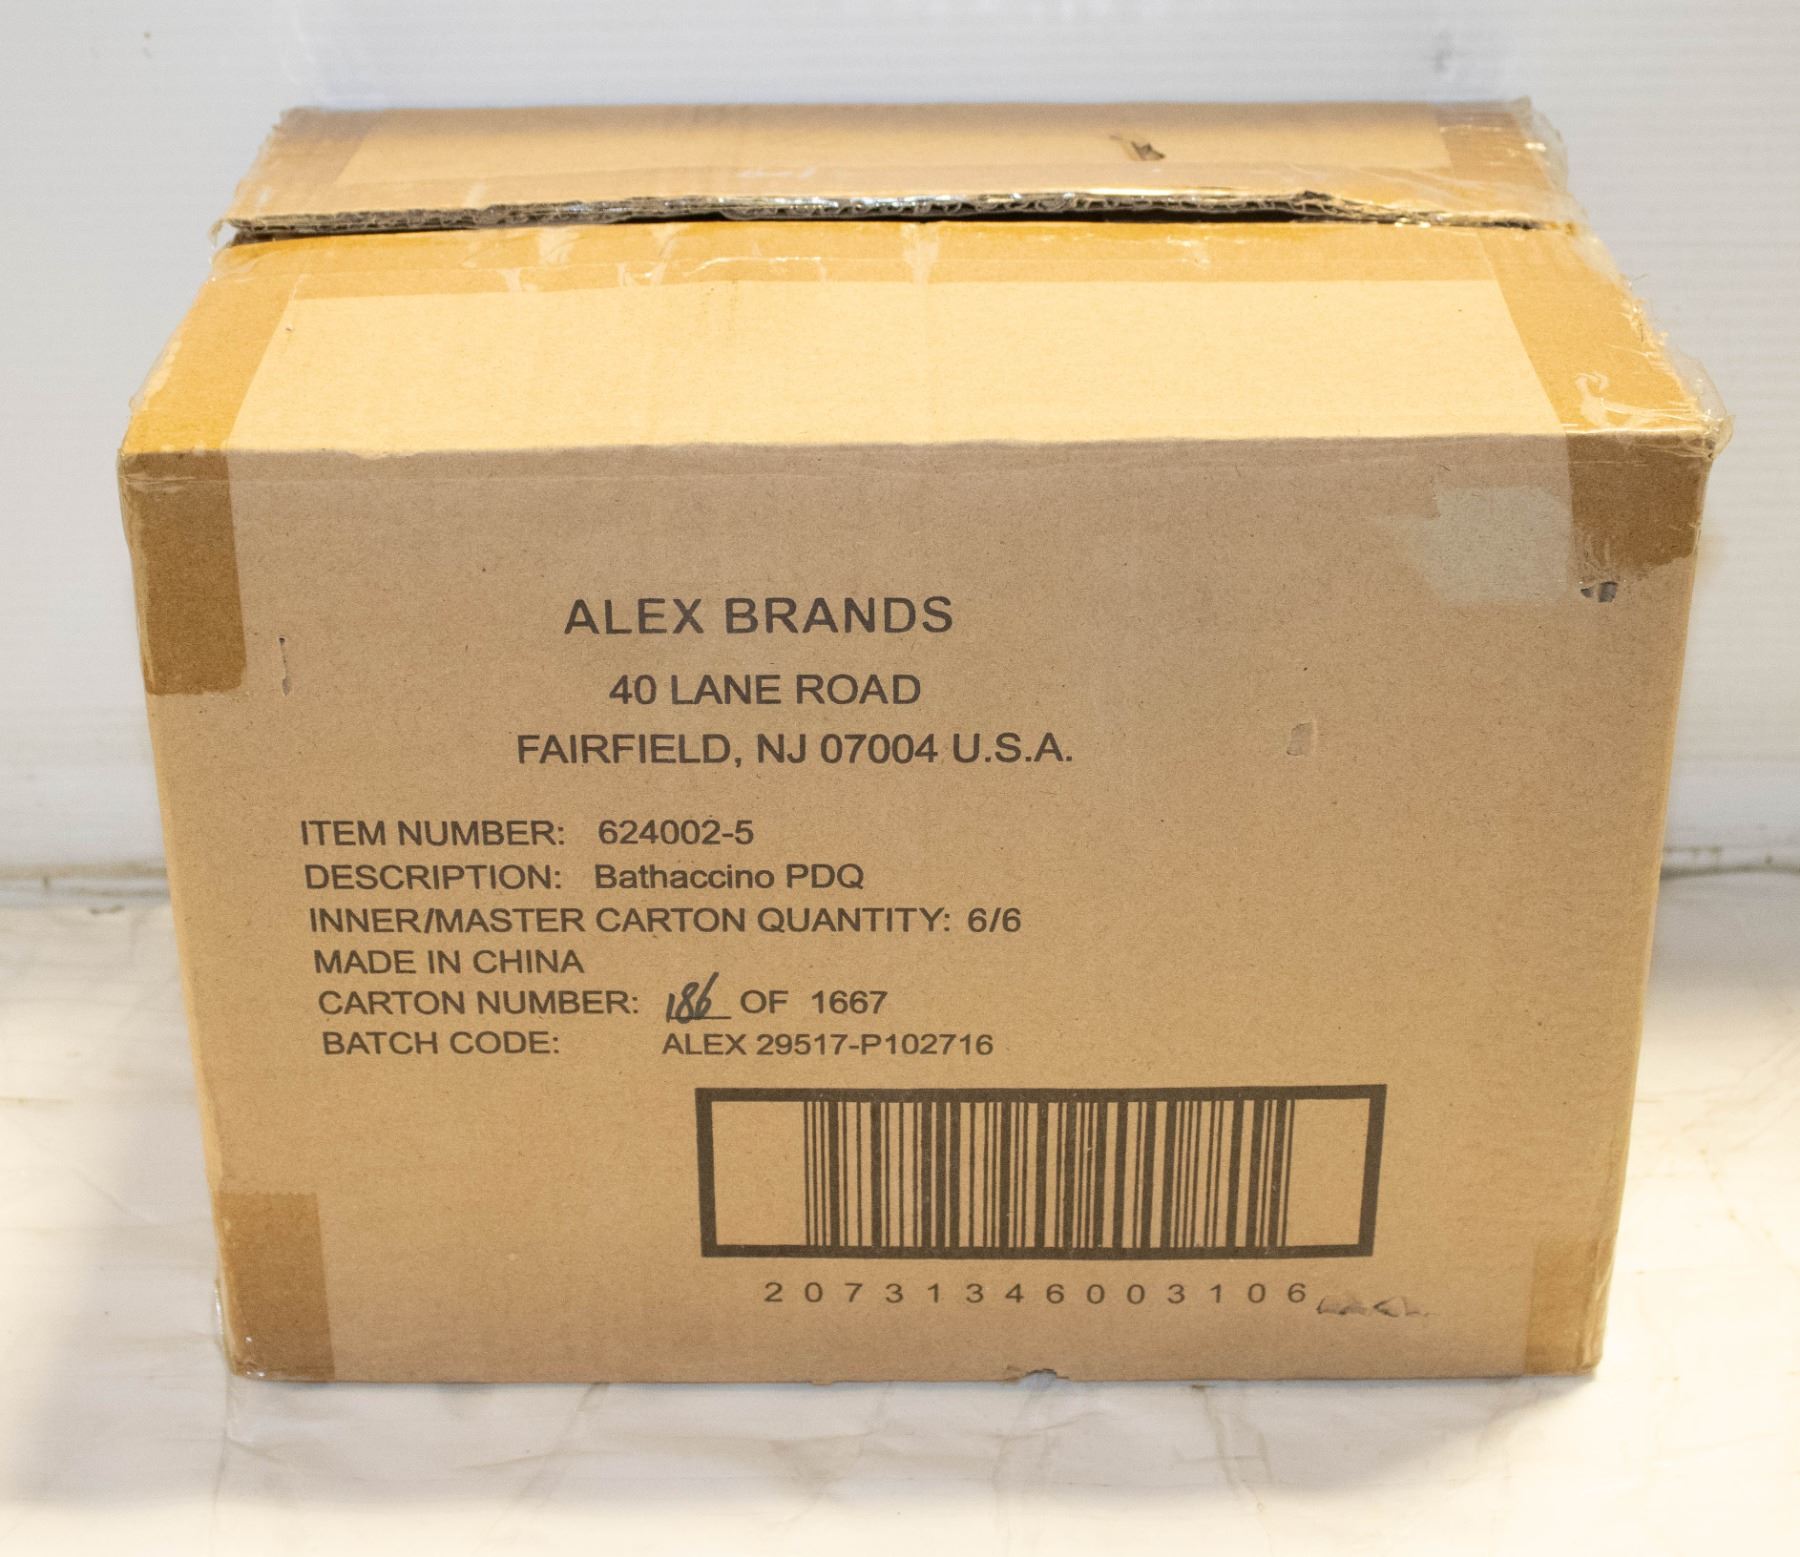 ALEX BRANDS
40 LANE ROAD
FAIRFIELD, NJ 07004 U.S.A.
ITEM NUMBER: 624002-5
DESCRIPTION: Bathaccino PDQ
INNER/MASTER CARTON QUANTITY: 6/6
MADE IN CHINA
CARTON NUMBER: 186 OF 1667
BATCH CODE: ALEX 29517-P102716
20731346003106